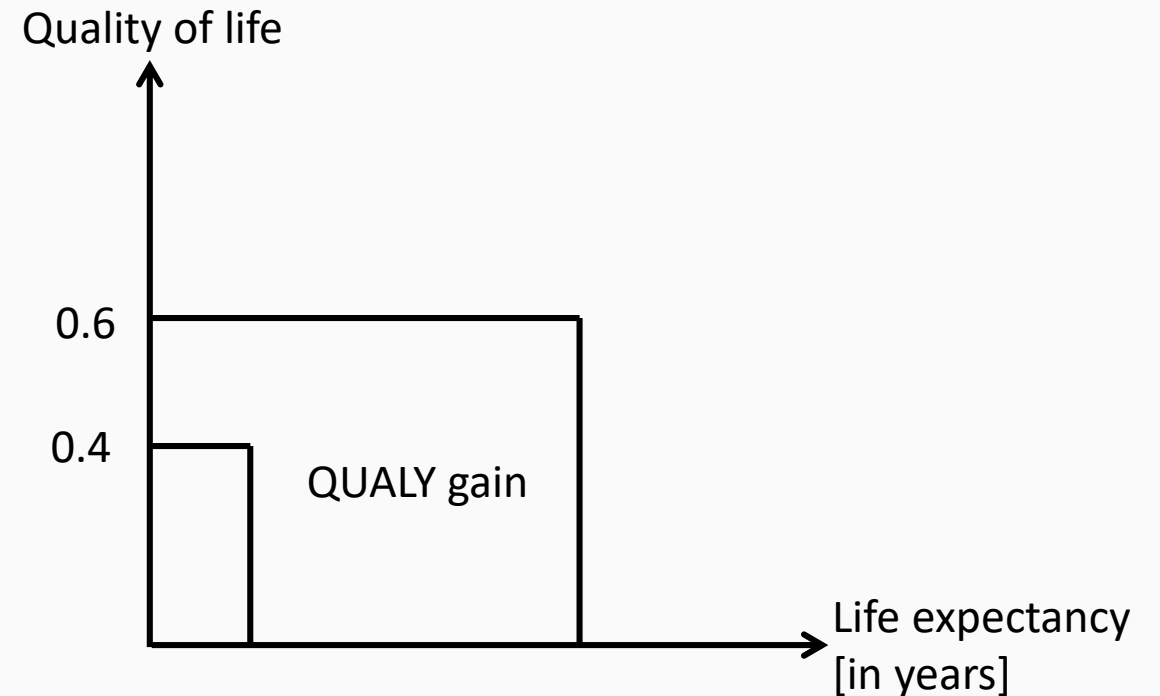 Quality of life
0.6
0.4
QUALY gain
Life expectancy
[in years]